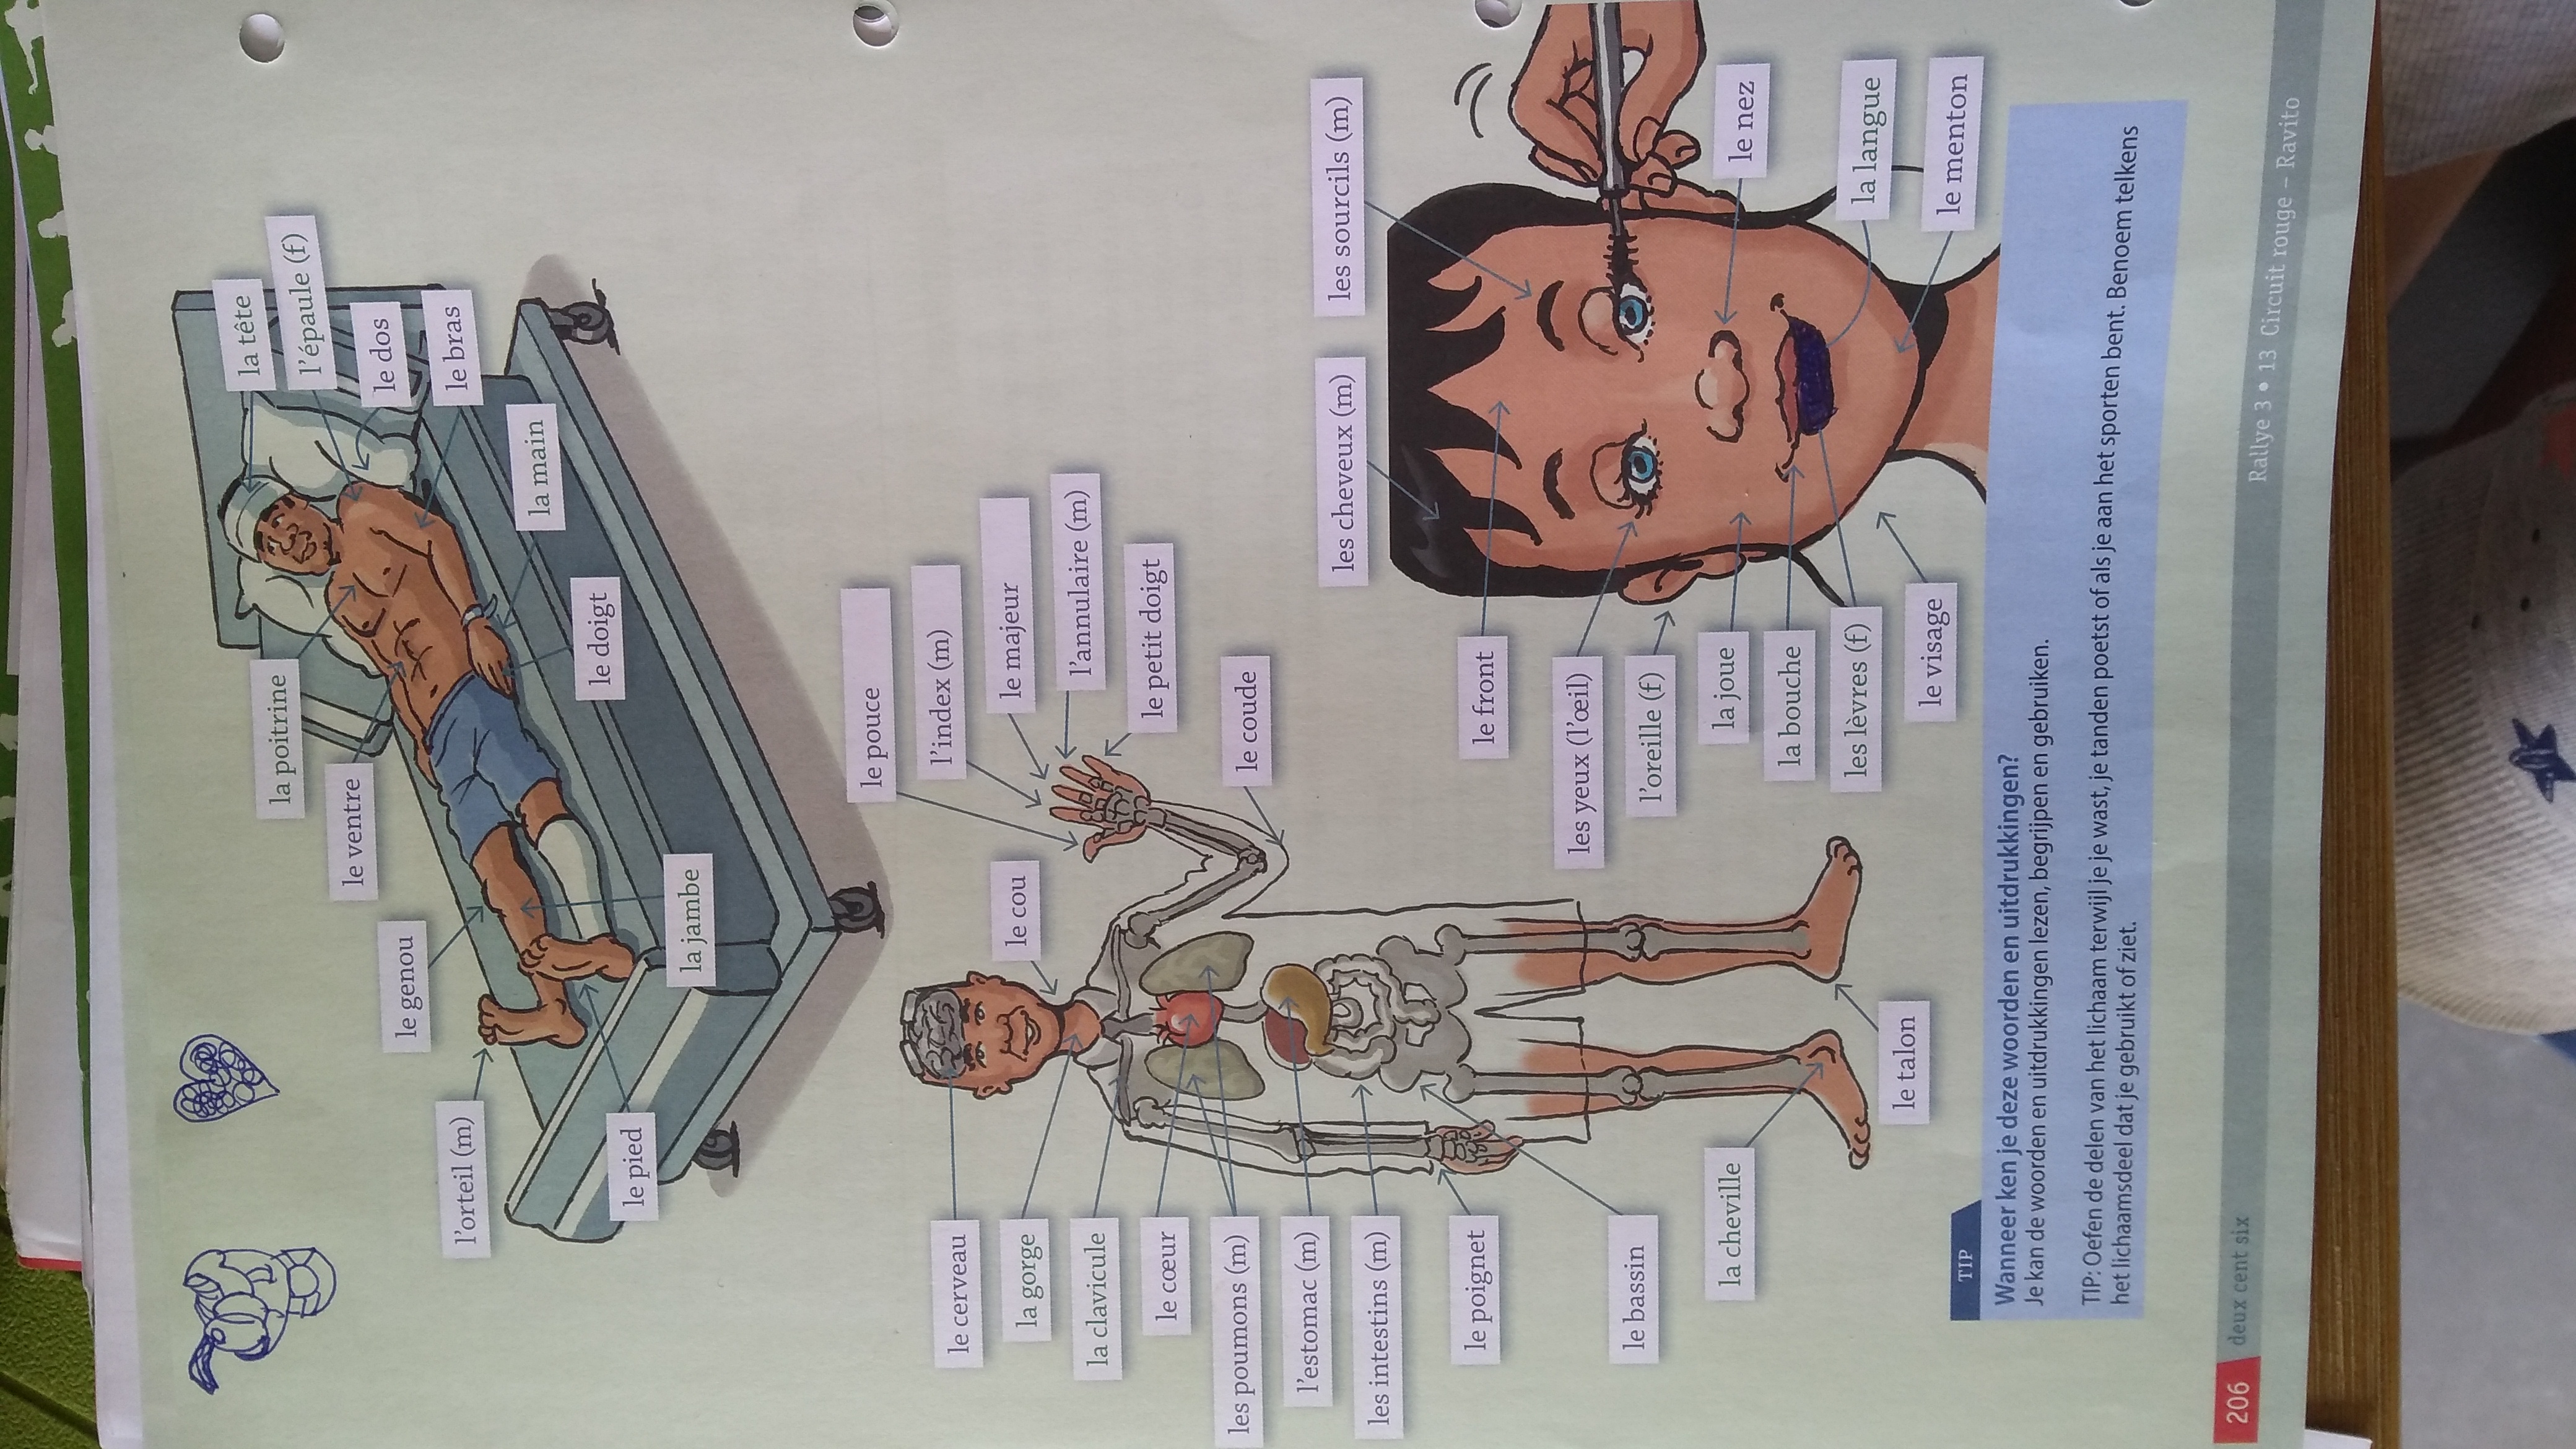 la tête
la poitrine
l'épaule (f)
le ventre
le dos
le genou
le bras
l'orteil (m)
la main
le doigt
le pied
la jambe
le pouce
l'index (m)
le cerveau
le majeur
le cou
la gorge
l'annulaire (m)
la clavicule
le petit doigt
le cœur
les poumons (m)
le coude
l'estomac (m)
les intestins (m)
le poignet
le bassin
la cheville
le talon
les cheveux (m)
les sourcils (m)
le front
les yeux (l'œil)
l'oreille (f)
la joue
le nez
la bouche
les lèvres (f)
la langue
le visage
le menton
TIP
Wanneer ken je deze woorden en uitdrukkingen?
Je kan de woorden en uitdrukkingen lezen, begrijpen en gebruiken.
TIP: Oefen de delen van het lichaam terwijl je je wast, je tanden poetst of als je aan het sporten bent. Benoem telkens
het lichaamsdeel dat je gebruikt of ziet.
206 deux cent six
Rallye 3 • 13 Circuit rouge – Ravito